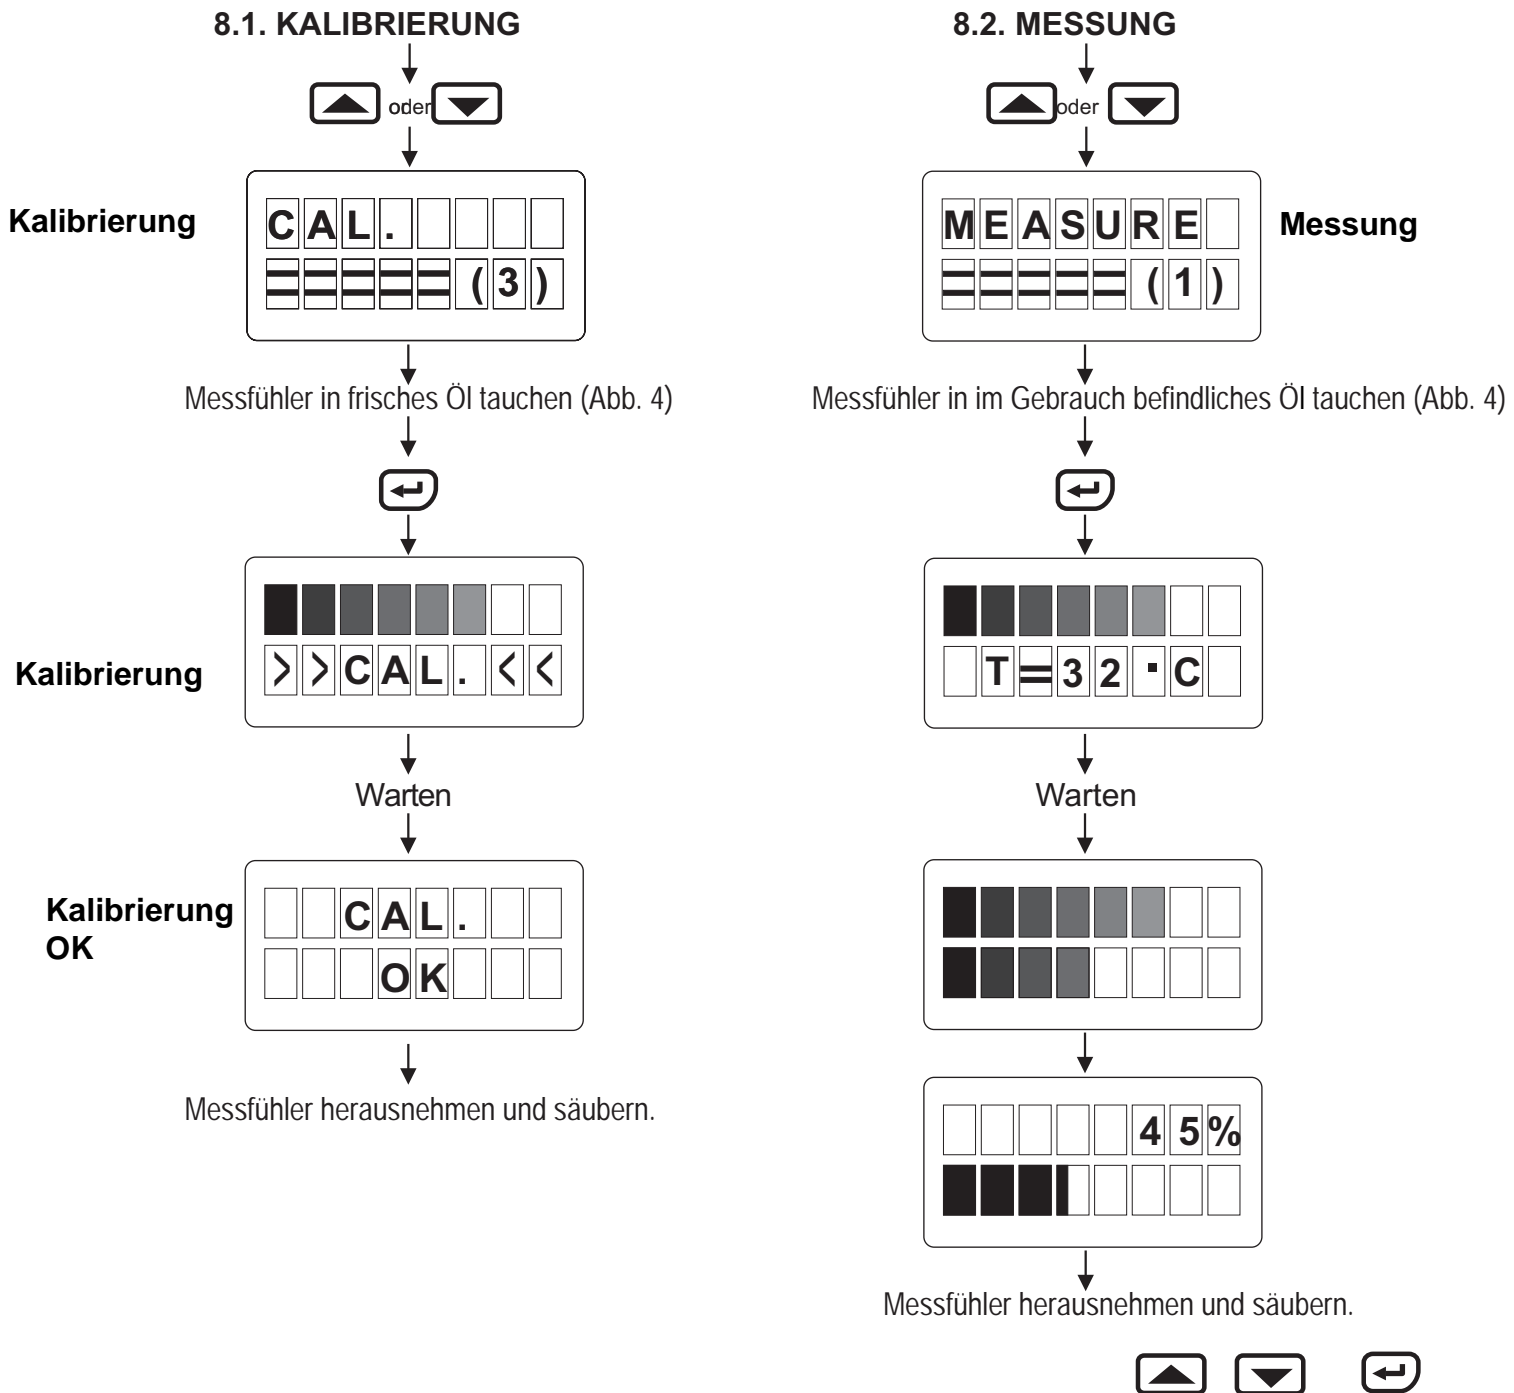 8.1. KALIBRIERUNG
oder
Kalibrierung
CAL.
=====(3)
Messfühler in frisches Öl tauchen (Abb. 4)
Kalibrierung
>>CAL.<<
Warten
Kalibrierung
OK
CAL.
OK
Messfühler herausnehmen und säubern.
8.2. MESSUNG
oder
MEASURE
=====(1)
Messung
Messfühler in im Gebrauch befindliches Öl tauchen (Abb. 4)
T=32·C
Warten
45%
Messfühler herausnehmen und säubern.